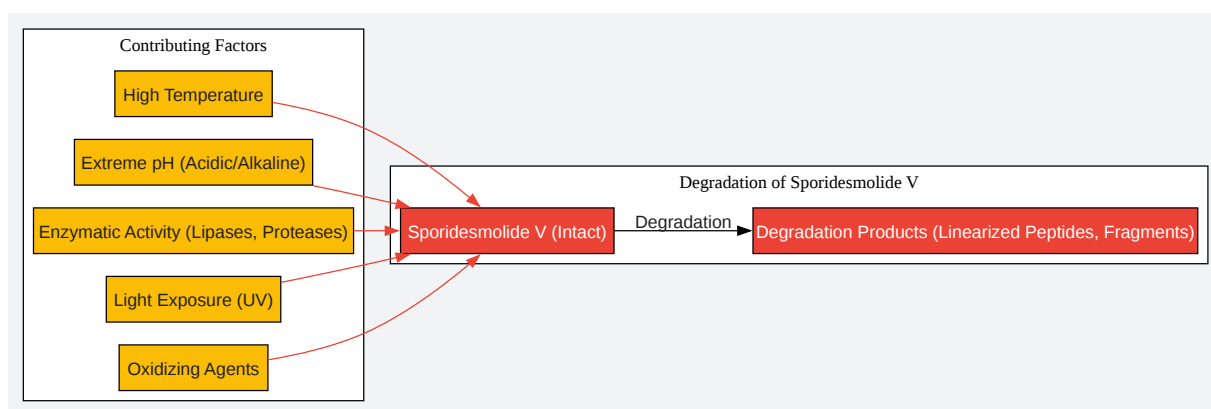 Contributing Factors
High Temperature
Extreme pH (Acidic/Alkaline)
Enzymatic Activity (Lipases, Proteases)
Light Exposure (UV)
Oxidizing Agents
Degradation of Sporidesmolide V
Sporidesmolide V (Intact)
Degradation
Degradation Products (Linearized Peptides, Fragments)